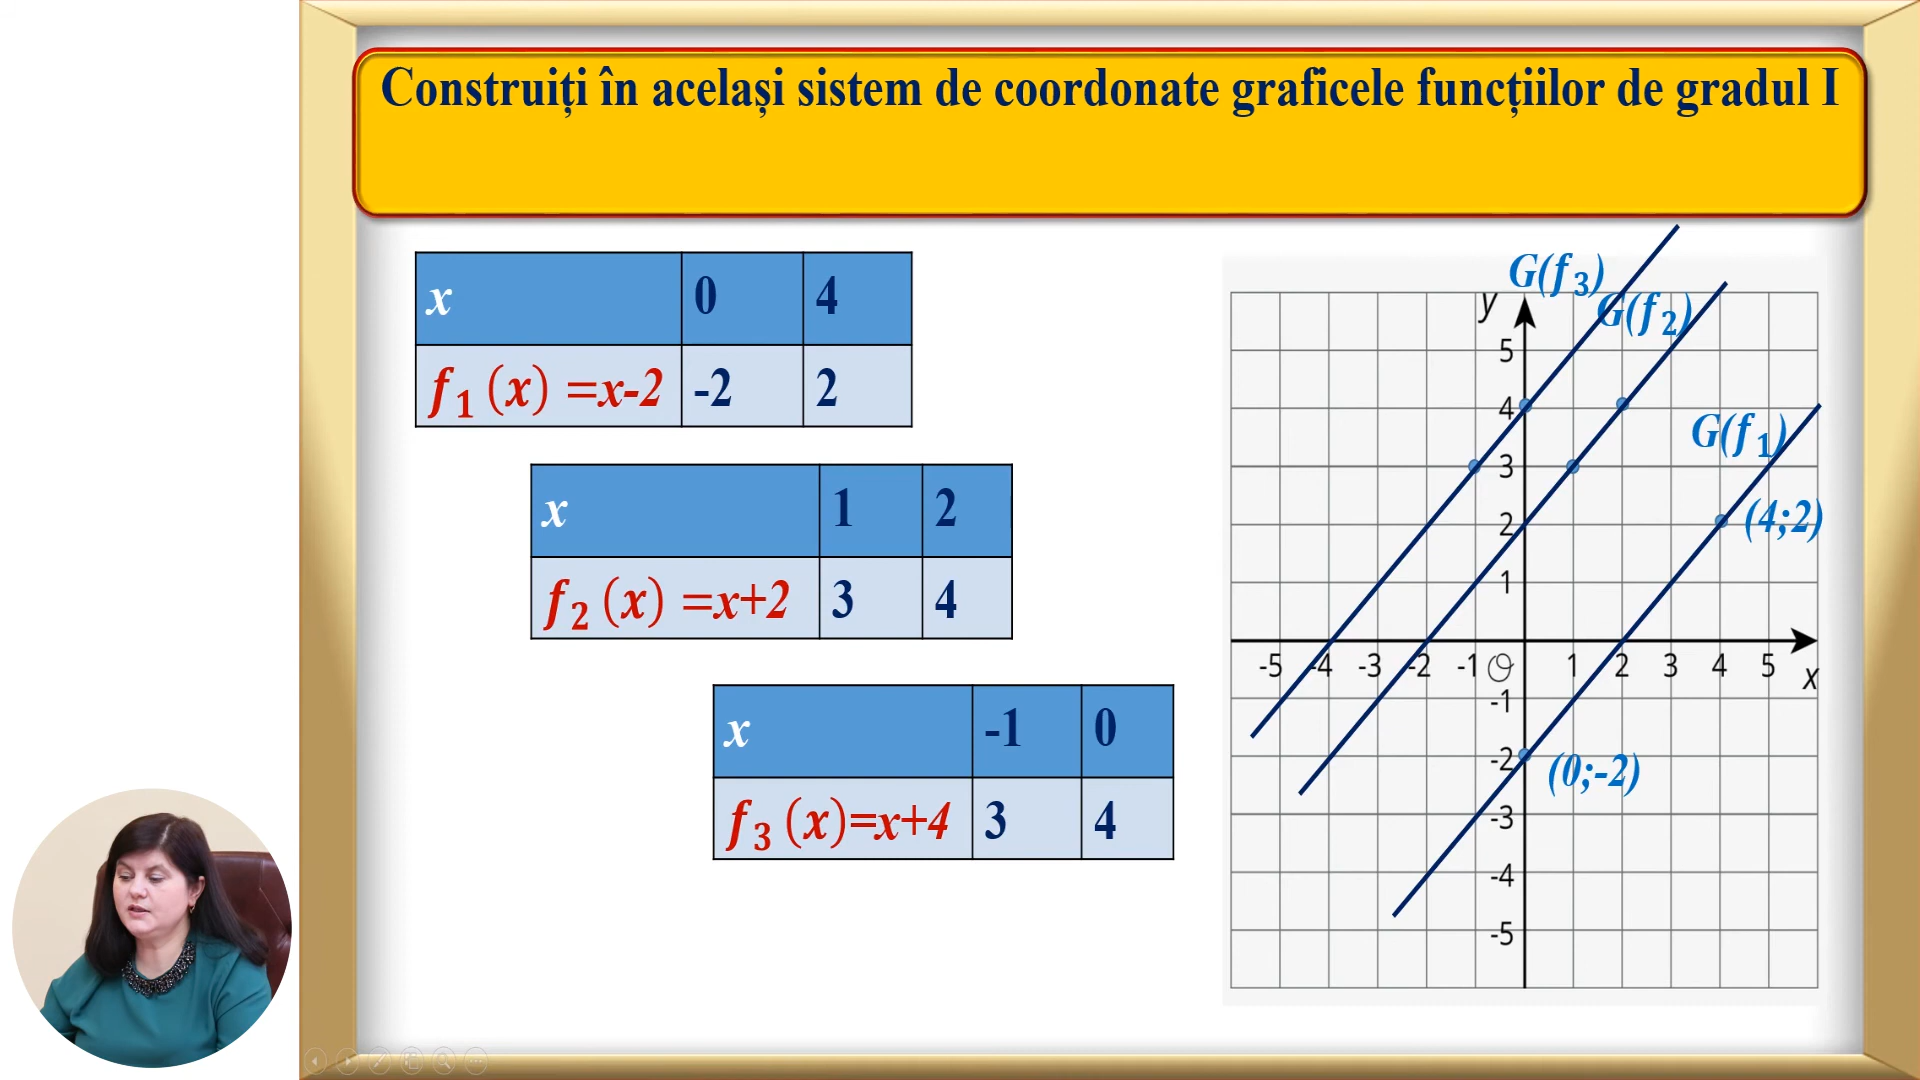 Construiți în același sistem de coordonate graficele funcțiilor de gradul I
x 0 4
f₁ (x) =x-2 -2 2
x 1 2
f₂ (x) =x+2 3 4
x -1 0
f₃ (x)=x+4 3 4
G(f₃)
G(f₂)
G(f₁)
(4;2)
(0;-2)
y
5
4
3
2
1
-5 -4 -3 -2 -1 O 1 2 3 4 5 x
-1
-2
-3
-4
-5